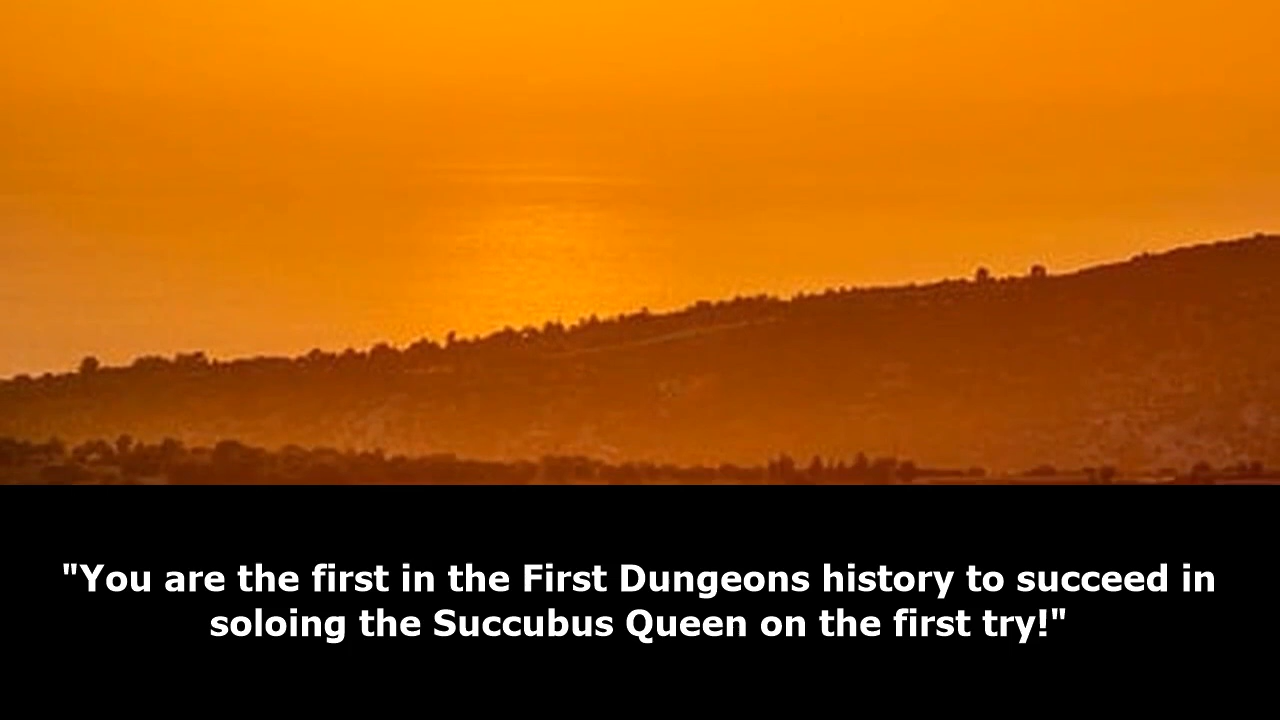 "You are the first in the First Dungeons history to succeed in
soloing the Succubus Queen on the first try!"